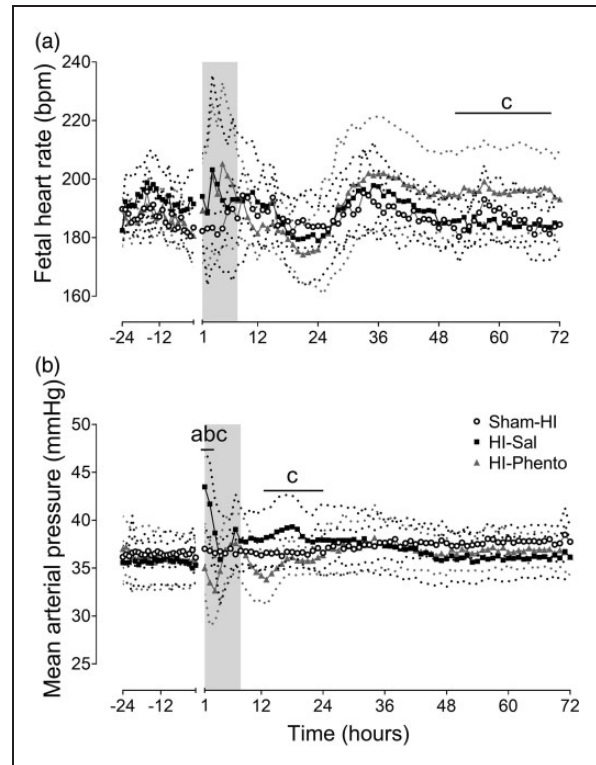 (a)
240
220
200
180
160
Fetal heart rate (bpm)
c
-24 -12 1 12 24 36 48 60 72
(b)
50
45
40
35
30
25
Mean arterial pressure (mmHg)
abc
c
Sham-HI
HI-Sal
HI-Phento
-24 -12 1 12 24 36 48 60 72
Time (hours)